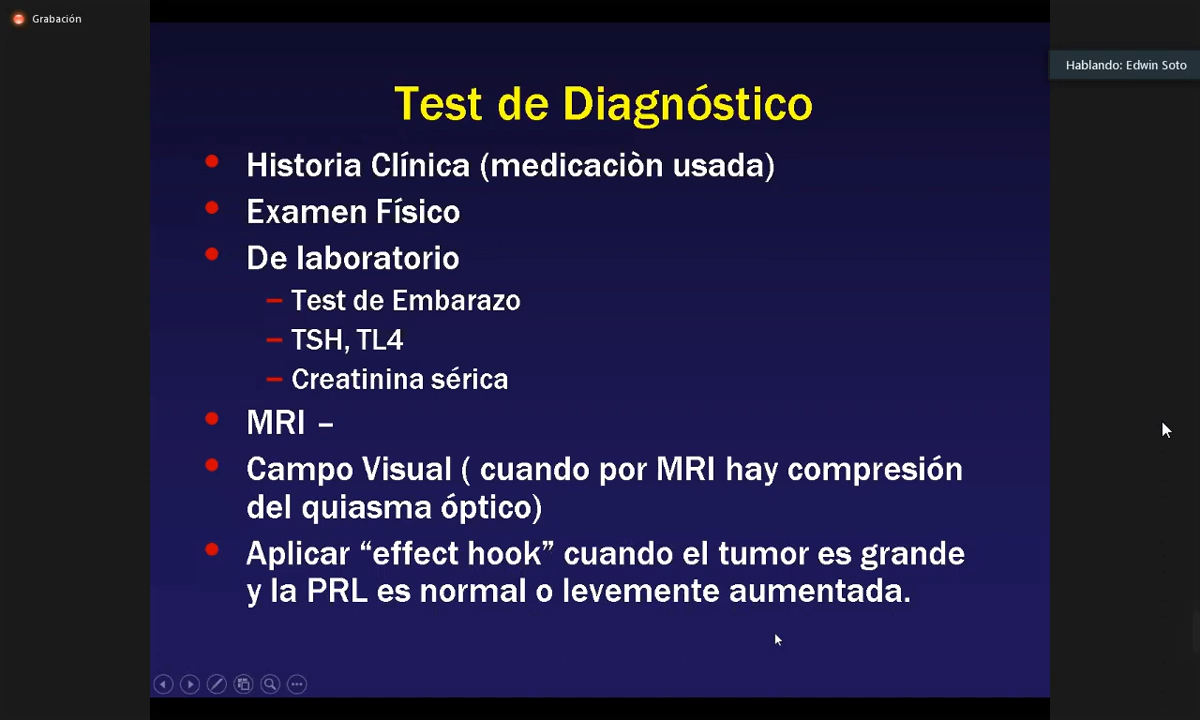 Grabación
Hablando: Edwin Soto
Test de Diagnóstico
• Historia Clínica (medicaciòn usada)
• Examen Físico
• De laboratorio
– Test de Embarazo
– TSH, TL4
– Creatinina sérica
• MRI –
• Campo Visual ( cuando por MRI hay compresión
del quiasma óptico)
• Aplicar “effect hook” cuando el tumor es grande
y la PRL es normal o levemente aumentada.